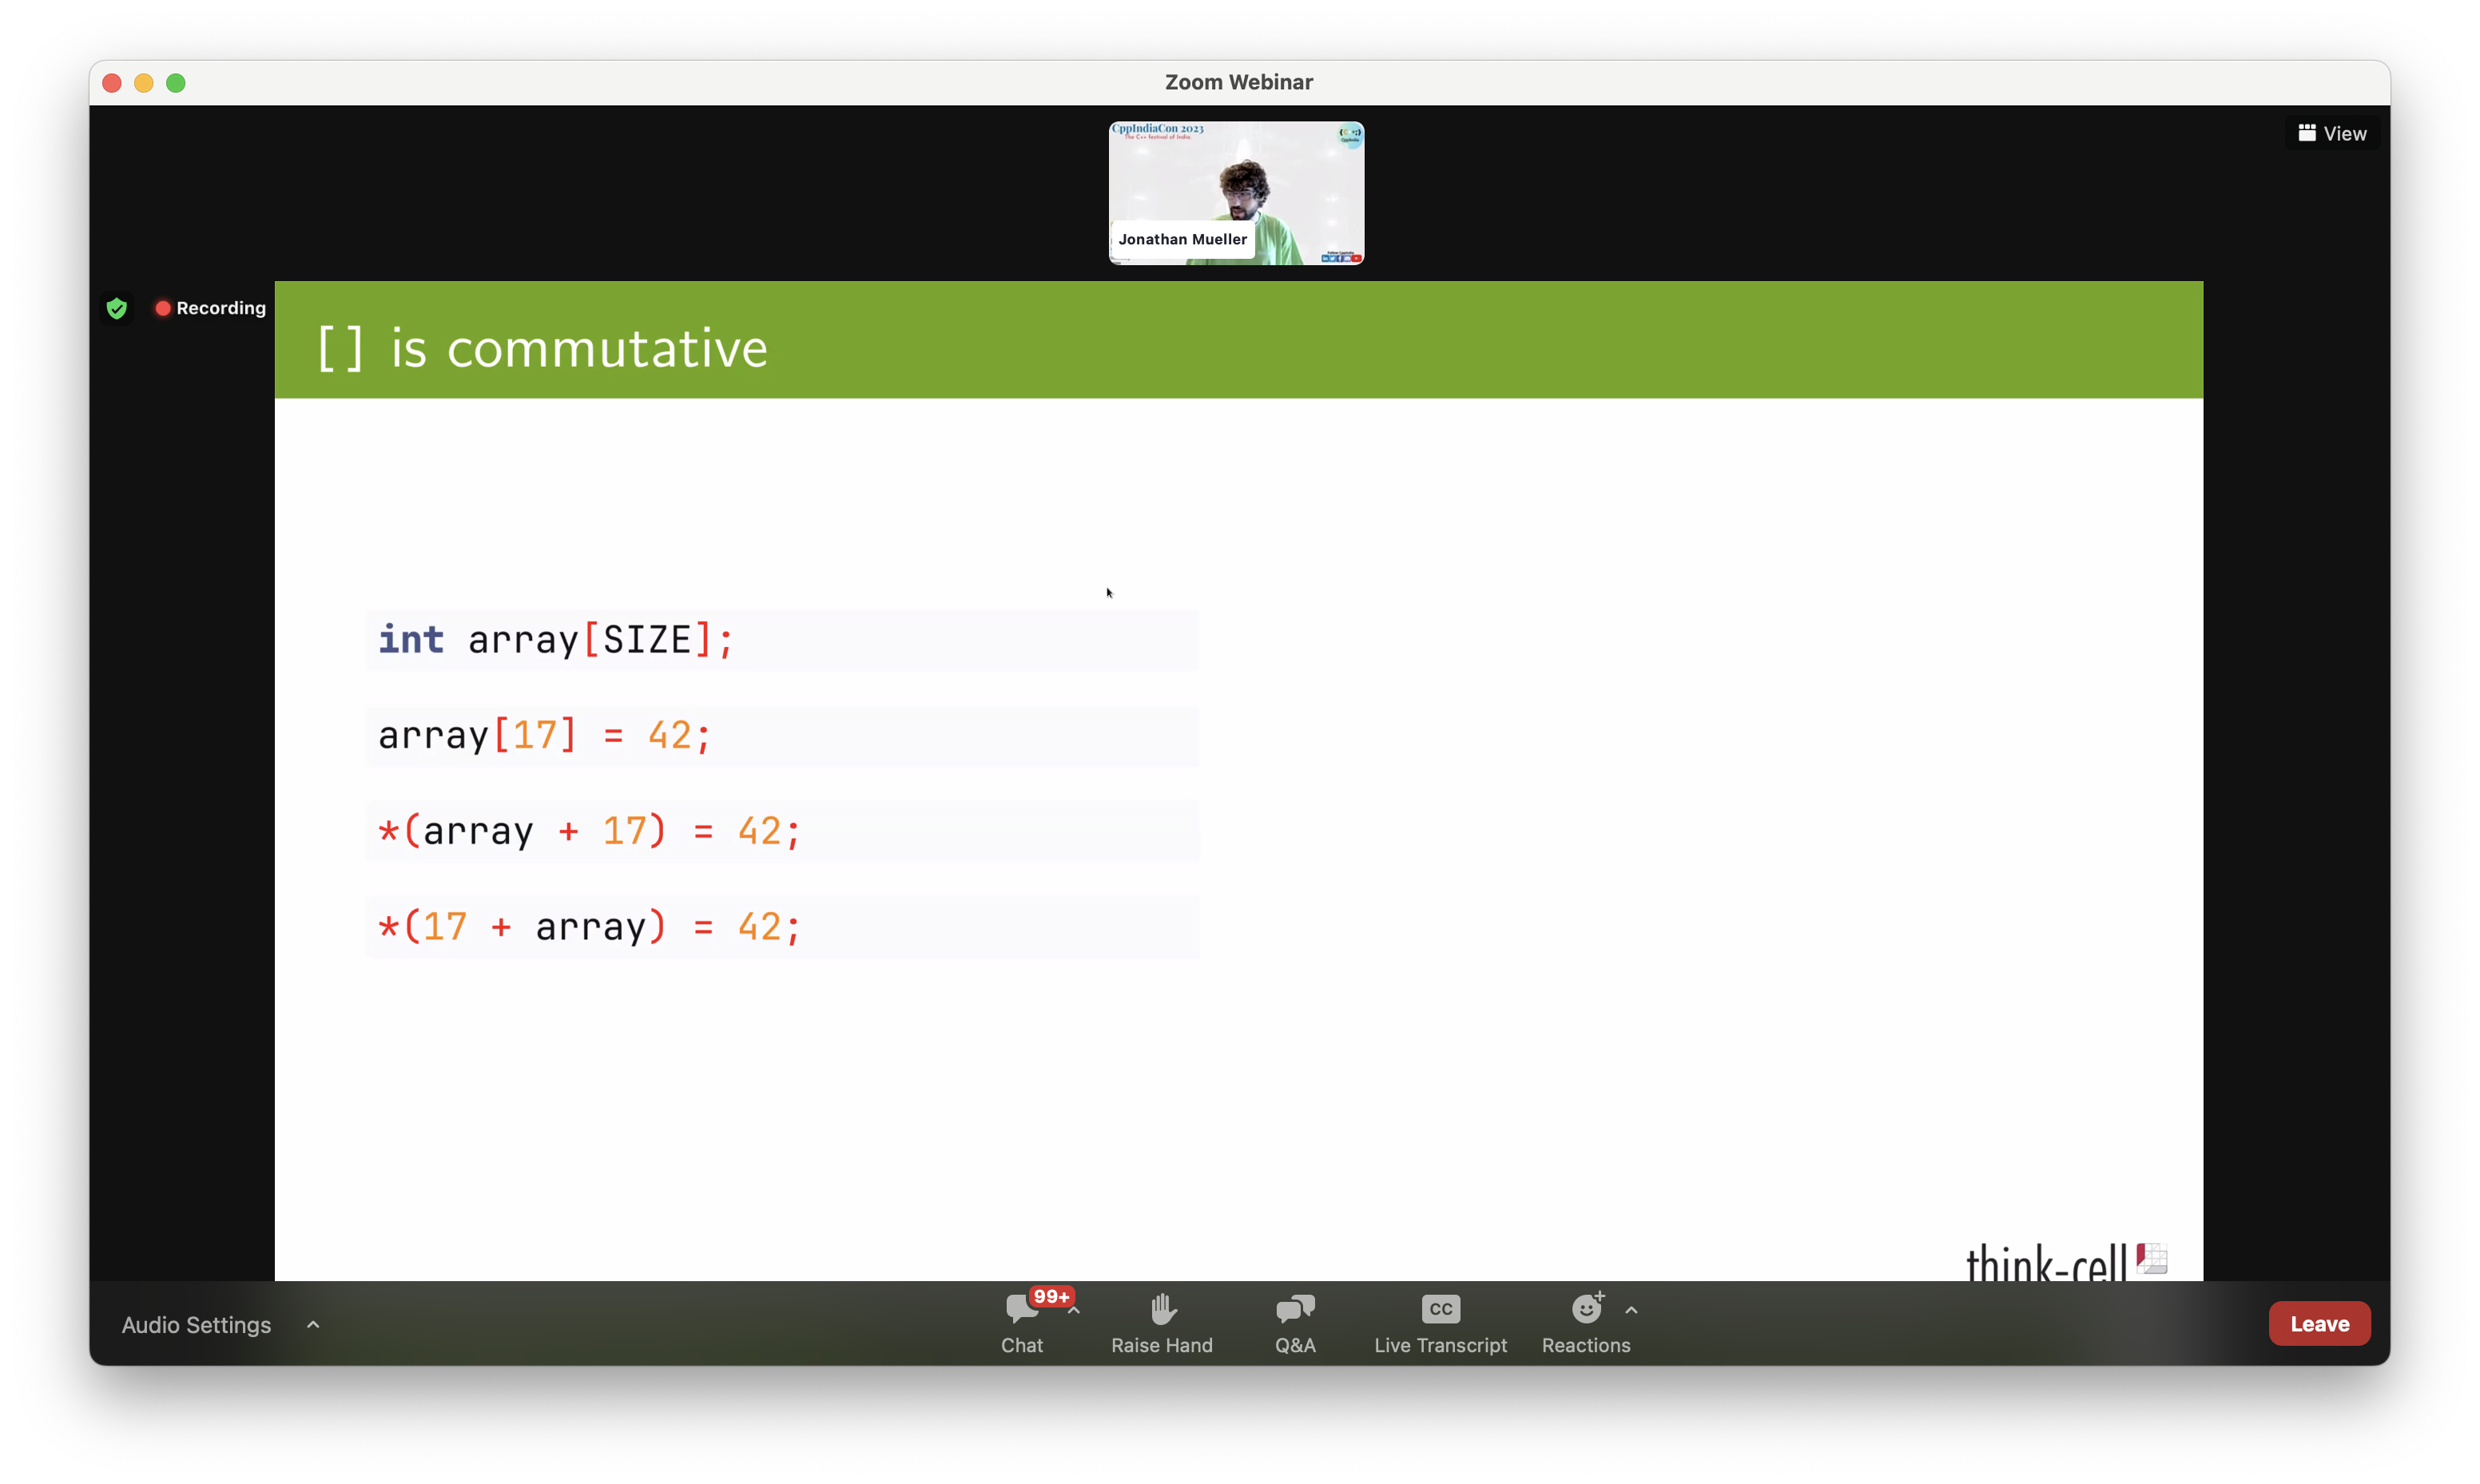 Zoom Webinar
CppIndiaCon 2023
The C++ festival of India
View
Jonathan Mueller
Recording
[] is commutative
int array[SIZE];
array[17] = 42;
*(array + 17) = 42;
*(17 + array) = 42;
think-cell
99+
Audio Settings
Chat
Raise Hand
Q&A
CC
Live Transcript
Reactions
Leave